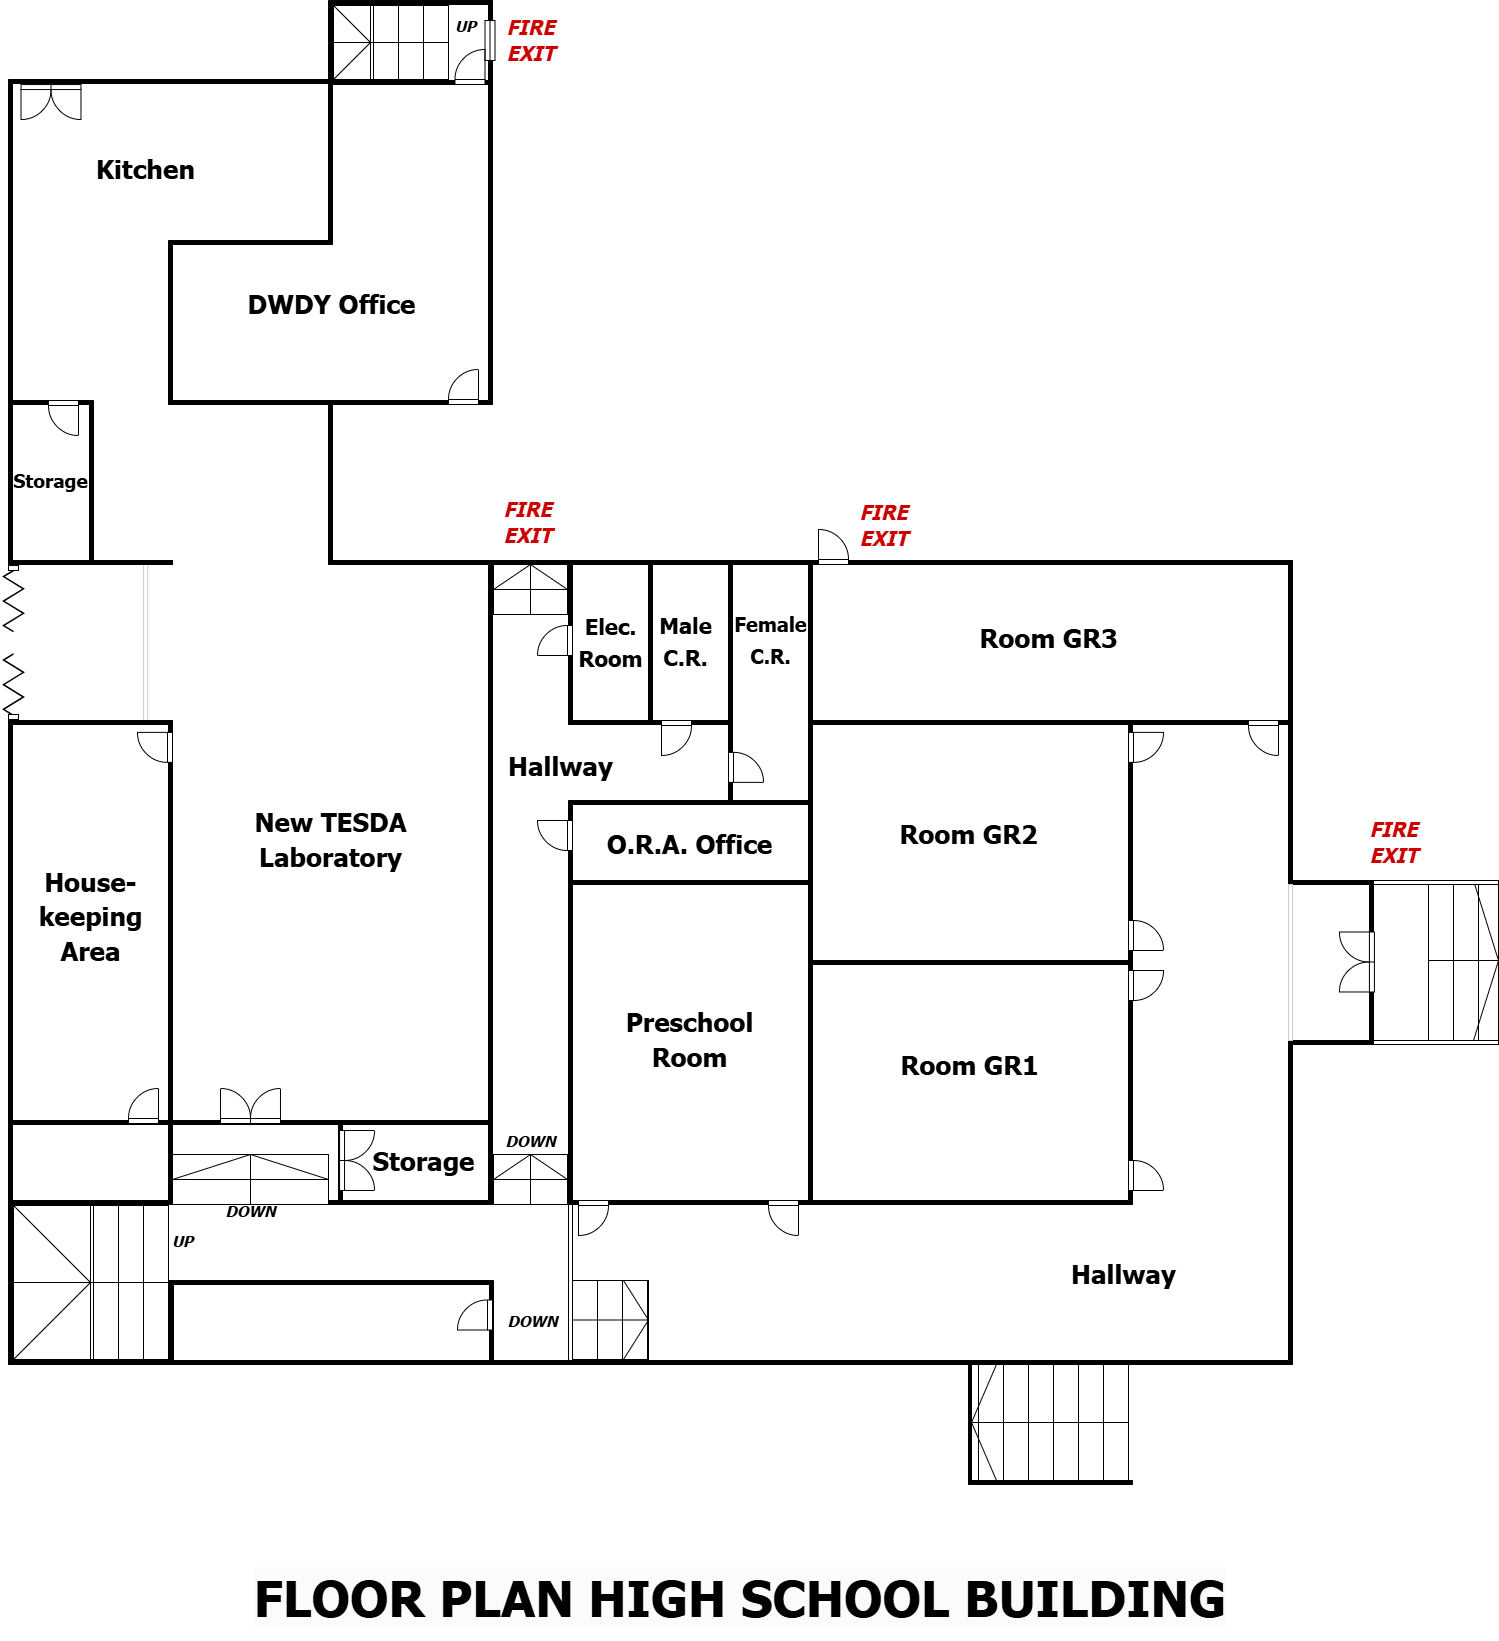 UP
FIRE
EXIT
Kitchen
DWDY Office
Storage
FIRE
EXIT
FIRE
EXIT
Elec.
Room
Male
C.R.
Female
C.R.
Room GR3
Hallway
New TESDA
Laboratory
O.R.A. Office
Room GR2
FIRE
EXIT
House-
keeping
Area
Preschool
Room
Room GR1
DOWN
Storage
DOWN
UP
Hallway
DOWN
FLOOR PLAN HIGH SCHOOL BUILDING